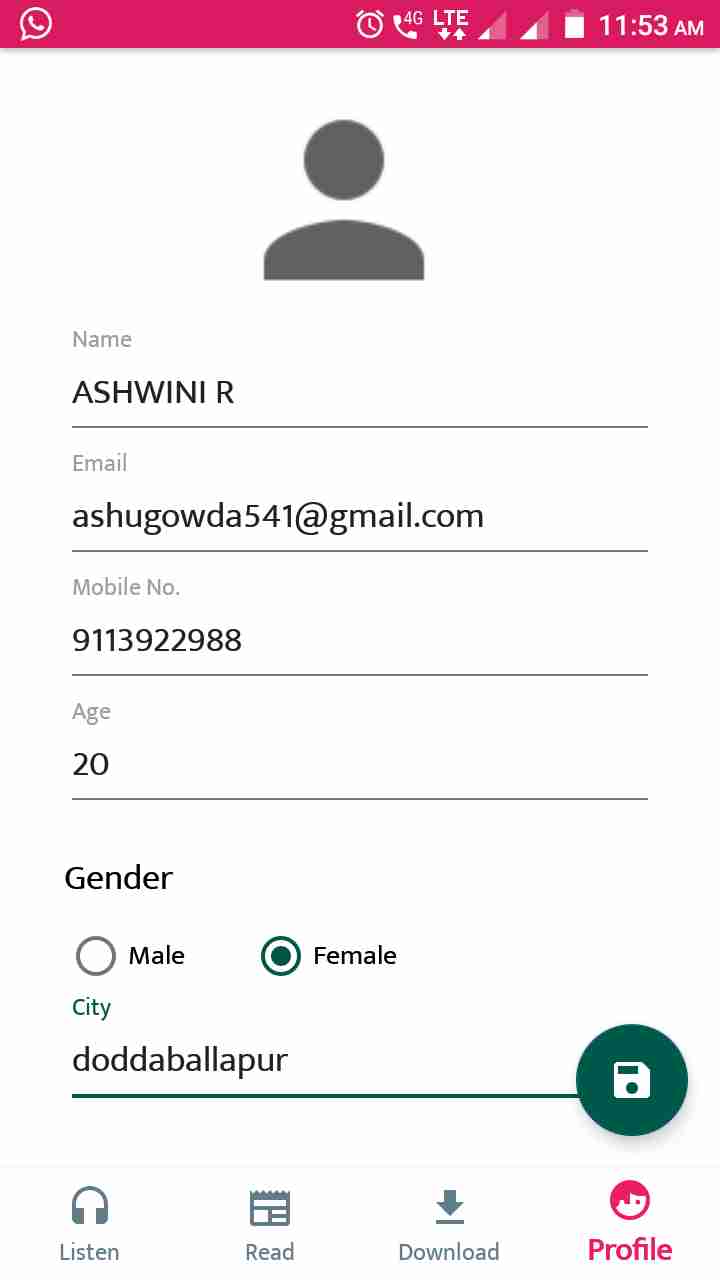 4G LTE 11:53 AM
Name
ASHWINI R
Email
ashugowda541@gmail.com
Mobile No.
9113922988
Age
20
Gender
Male Female
City
doddaballapur
Listen Read Download Profile